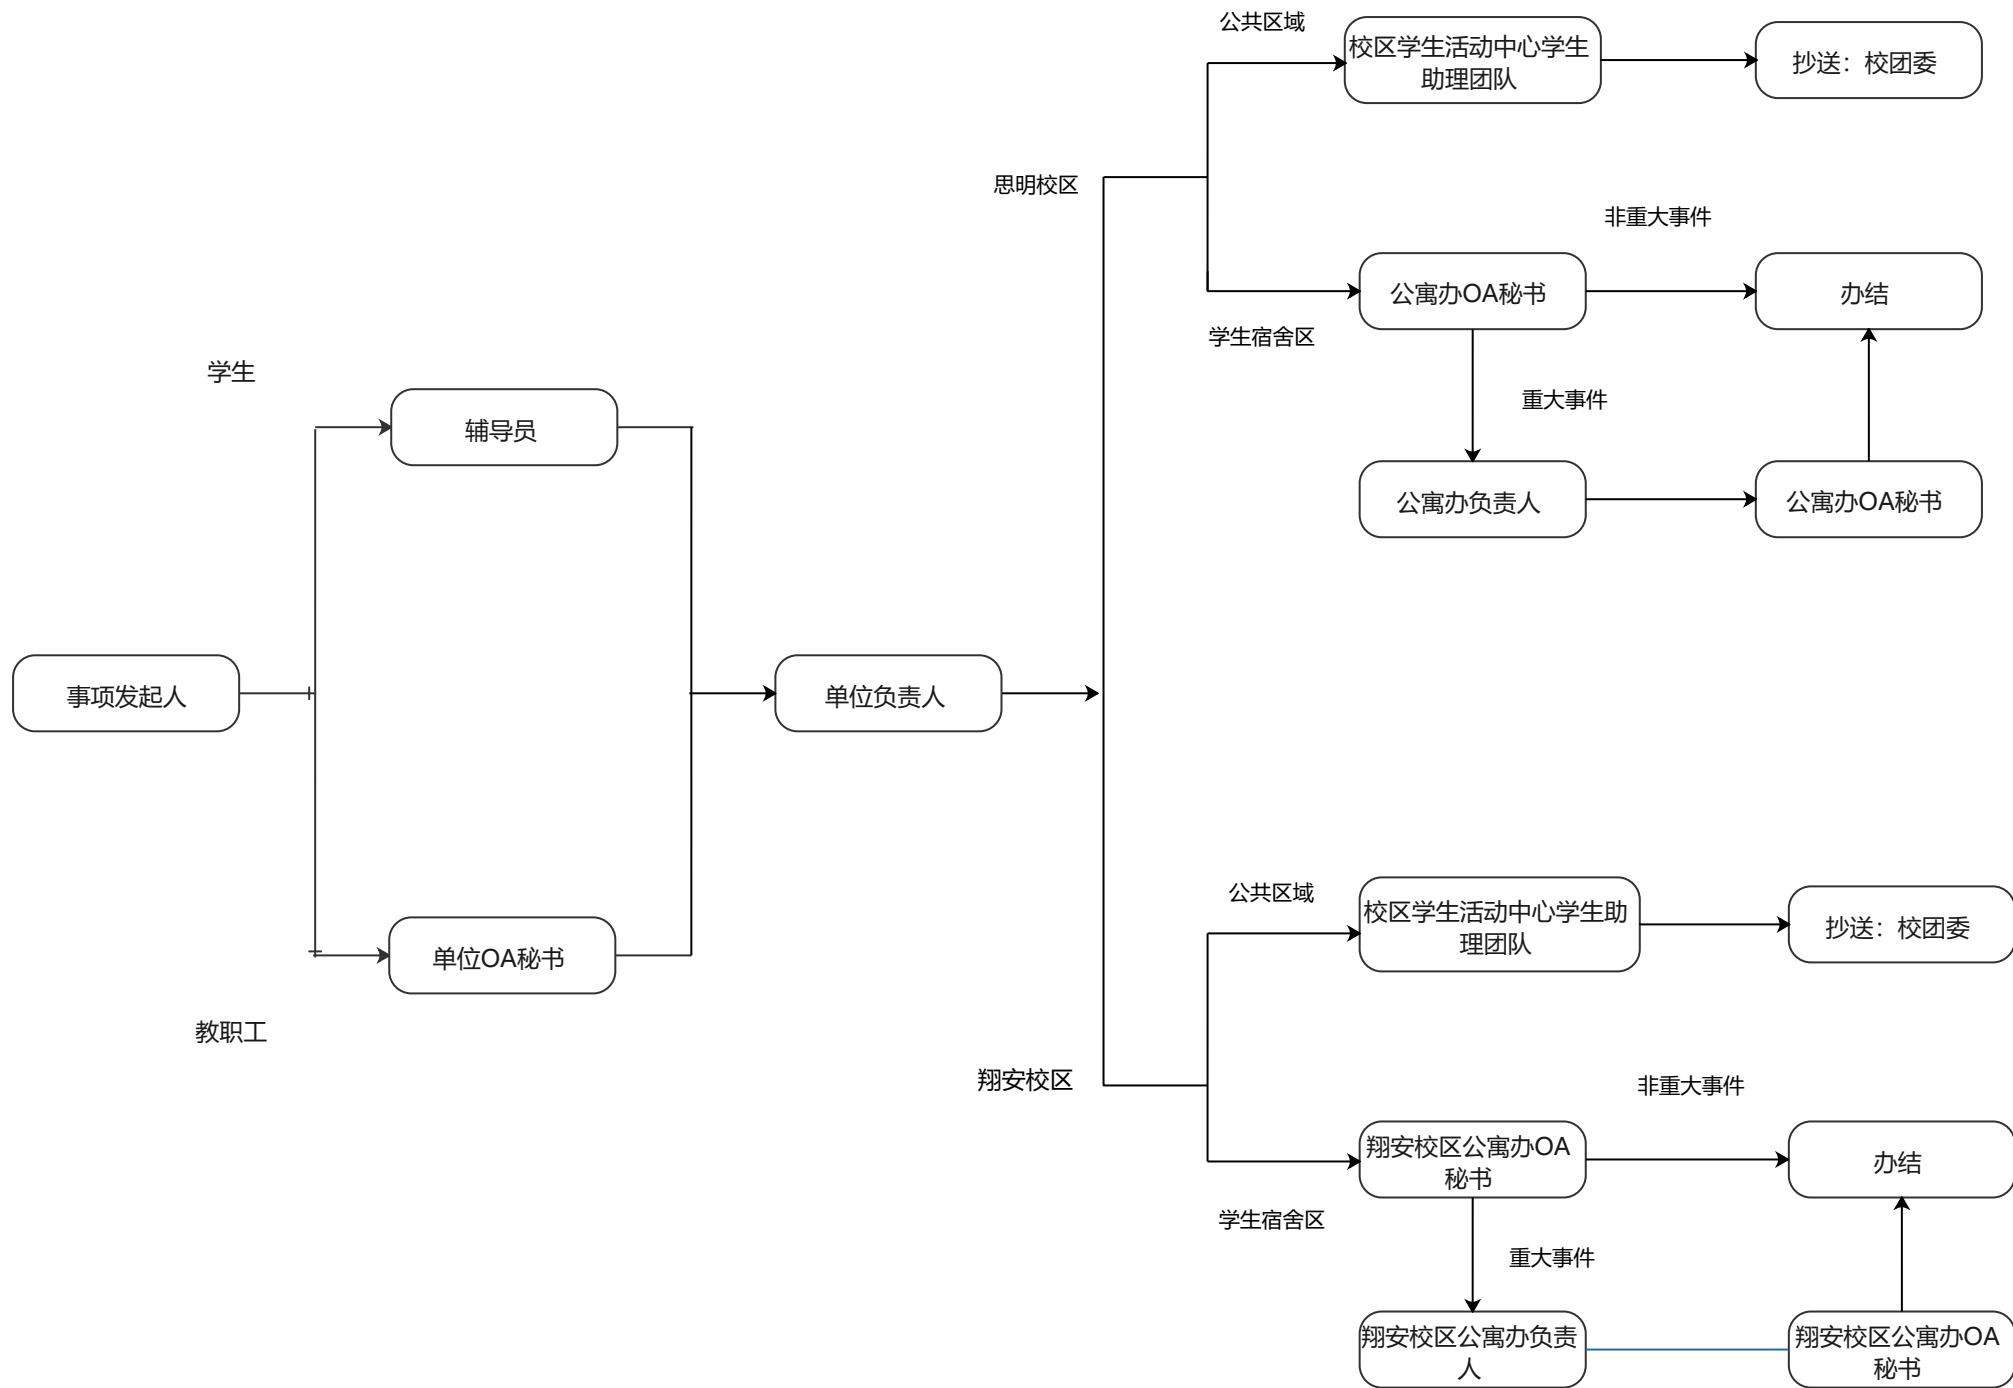 公共区域
校区学生活动中心学生
助理团队
抄送：校团委
思明校区
非重大事件
公寓办OA秘书
办结
学生宿舍区
学生
重大事件
辅导员
公寓办负责人
公寓办OA秘书
事项发起人
单位负责人
公共区域
校区学生活动中心学生助
理团队
抄送：校团委
单位OA秘书
教职工
翔安校区
非重大事件
翔安校区公寓办OA
秘书
办结
学生宿舍区
重大事件
翔安校区公寓办负责
人
翔安校区公寓办OA
秘书